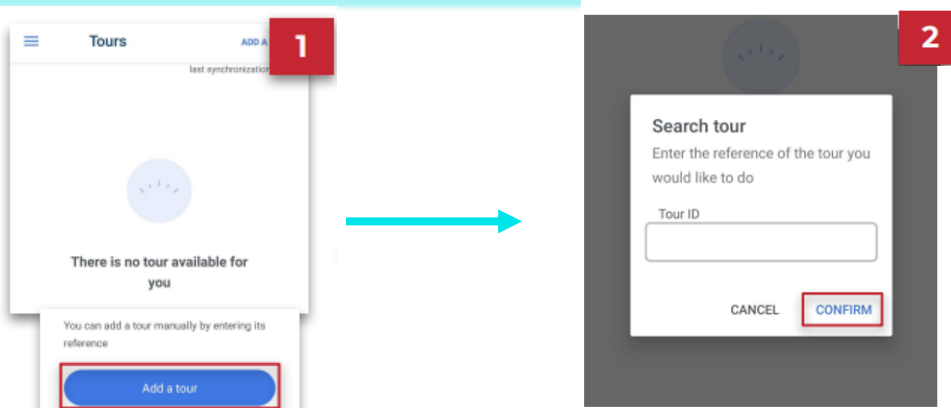 Tours
ADD A
1
last synchronization
There is no tour available for
you
You can add a tour manually by entering its
reference
Add a tour
2
Search tour
Enter the reference of the tour you
would like to do
Tour ID
CANCEL
CONFIRM